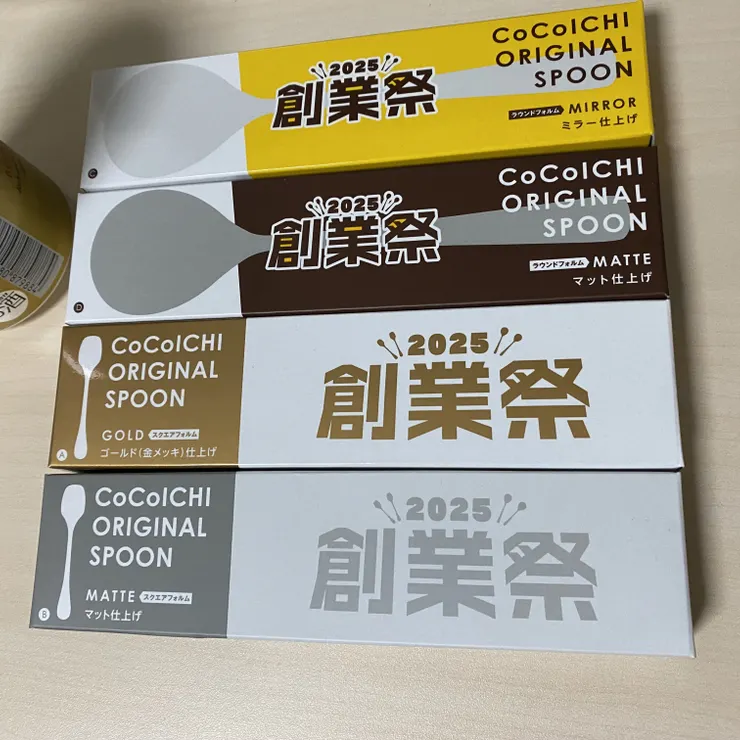 2025
創業祭
CoCoICHI
ORIGINAL
SPOON
ラウンドフォルム MIRROR
ミラー仕上げ
C
2025
創業祭
CoCoICHI
ORIGINAL
SPOON
ラウンドフォルム MATTE
マット仕上げ
D
CoCoICHI
ORIGINAL
SPOON
GOLD スクエアフォルム
ゴールド(金メッキ)仕上げ
A
2025
創業祭
CoCoICHI
ORIGINAL
SPOON
MATTE スクエアフォルム
マット仕上げ
B
2025
創業祭